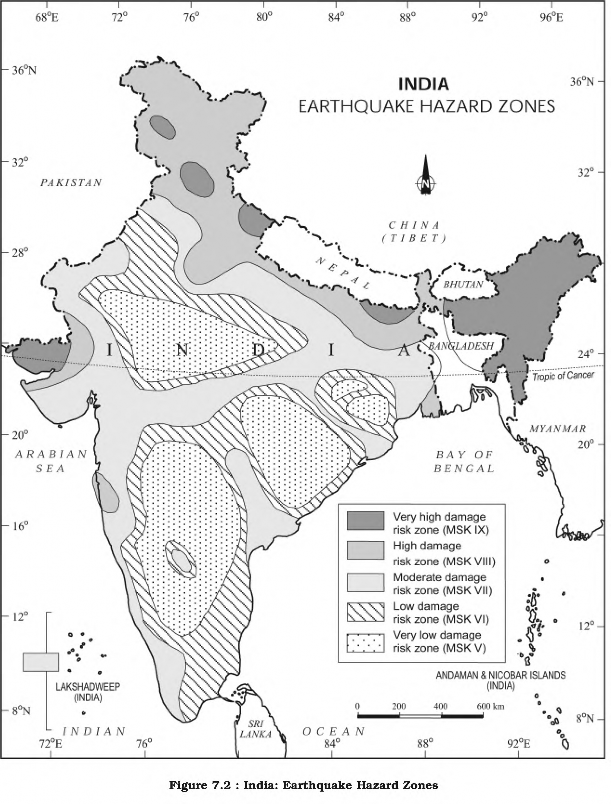 68°E 72° 76° 80° 84° 88° 92° 96°E
36°N
36°N
INDIA
EARTHQUAKE HAZARD ZONES
32°
32°
PAKISTAN
N
CHINA
(TIBET)
28°
28°
NEPAL
BHUTAN
I N D I A
BANGLADESH
24°
Tropic of Cancer
20°
20°
MYANMAR
ARABIAN
SEA
BAY OF
BENGAL
16°
16°
Very high damage
risk zone (MSK IX)
High damage
risk zone (MSK VIII)
Moderate damage
risk zone (MSK VII)
Low damage
risk zone (MSK VI)
Very low damage
risk zone (MSK V)
12°
12°
LAKSHADWEEP
(INDIA)
ANDAMAN & NICOBAR ISLANDS
(INDIA)
8°N
8°N
0 200 400 600 km
INDIAN OCEAN
SRI
LANKA
72°E 76° 84° 88° 92°E
Figure 7.2 : India: Earthquake Hazard Zones